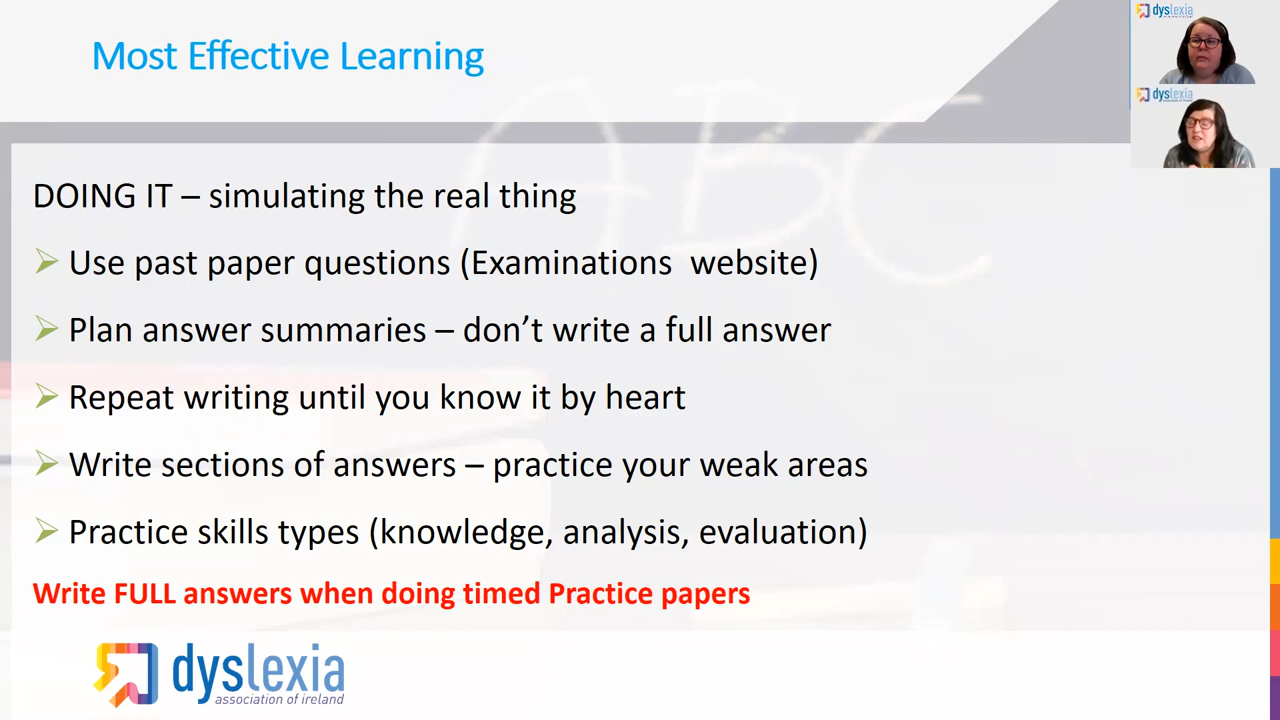 Most Effective Learning
dyslexia
dyslexia
DOING IT – simulating the real thing
Use past paper questions (Examinations website)
Plan answer summaries – don’t write a full answer
Repeat writing until you know it by heart
Write sections of answers – practice your weak areas
Practice skills types (knowledge, analysis, evaluation)
Write FULL answers when doing timed Practice papers
dyslexia
association of ireland
ABC